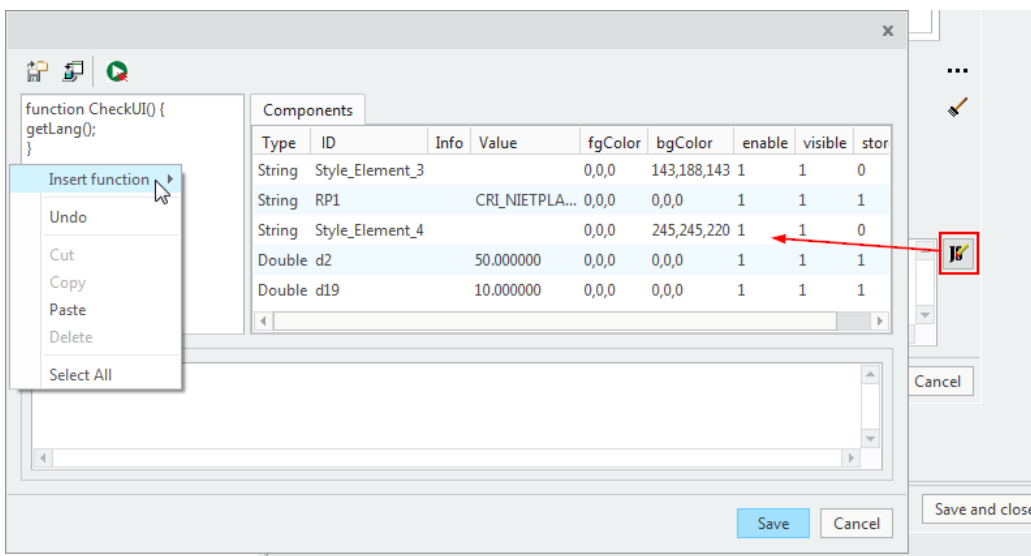 x
function CheckUI() {
getLang();
}
Components
Type ID Info Value fgColor bgColor enable visible stor
String Style_Element_3 0,0,0 143,188,143 1 1 0
String RP1 CRI_NIETPLA... 0,0,0 0,0,0 1 1 1
String Style_Element_4 0,0,0 245,245,220 1 1 0
Double d2 50.000000 0,0,0 0,0,0 1 1 1
Double d19 10.000000 0,0,0 0,0,0 1 1 1
Insert function
Undo
Cut
Copy
Paste
Delete
Select All
JS
Cancel
Save Cancel
Save and close